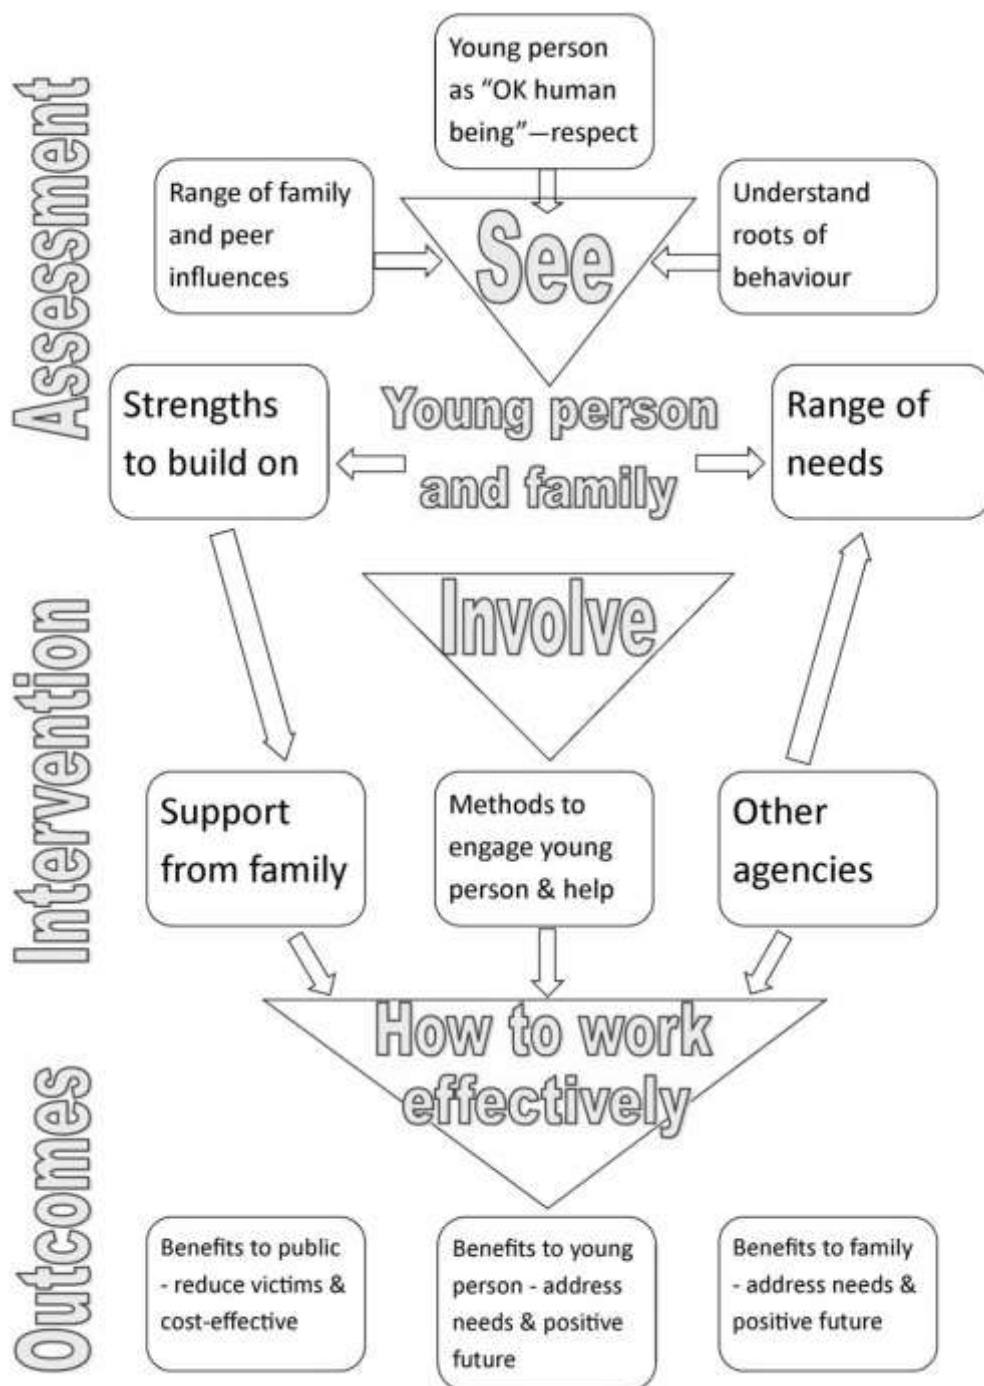 Assessment
Young person
as “OK human
being”—respect
Range of family
and peer
influences
See
Understand
roots of
behaviour
Strengths
to build on
Young person
and family
Range of
needs
Intervention
Involve
Support
from family
Methods to
engage young
person & help
Other
agencies
How to work
effectively
Outcomes
Benefits to public
- reduce victims &
cost-effective
Benefits to young
person - address
needs & positive
future
Benefits to family
- address needs &
positive future